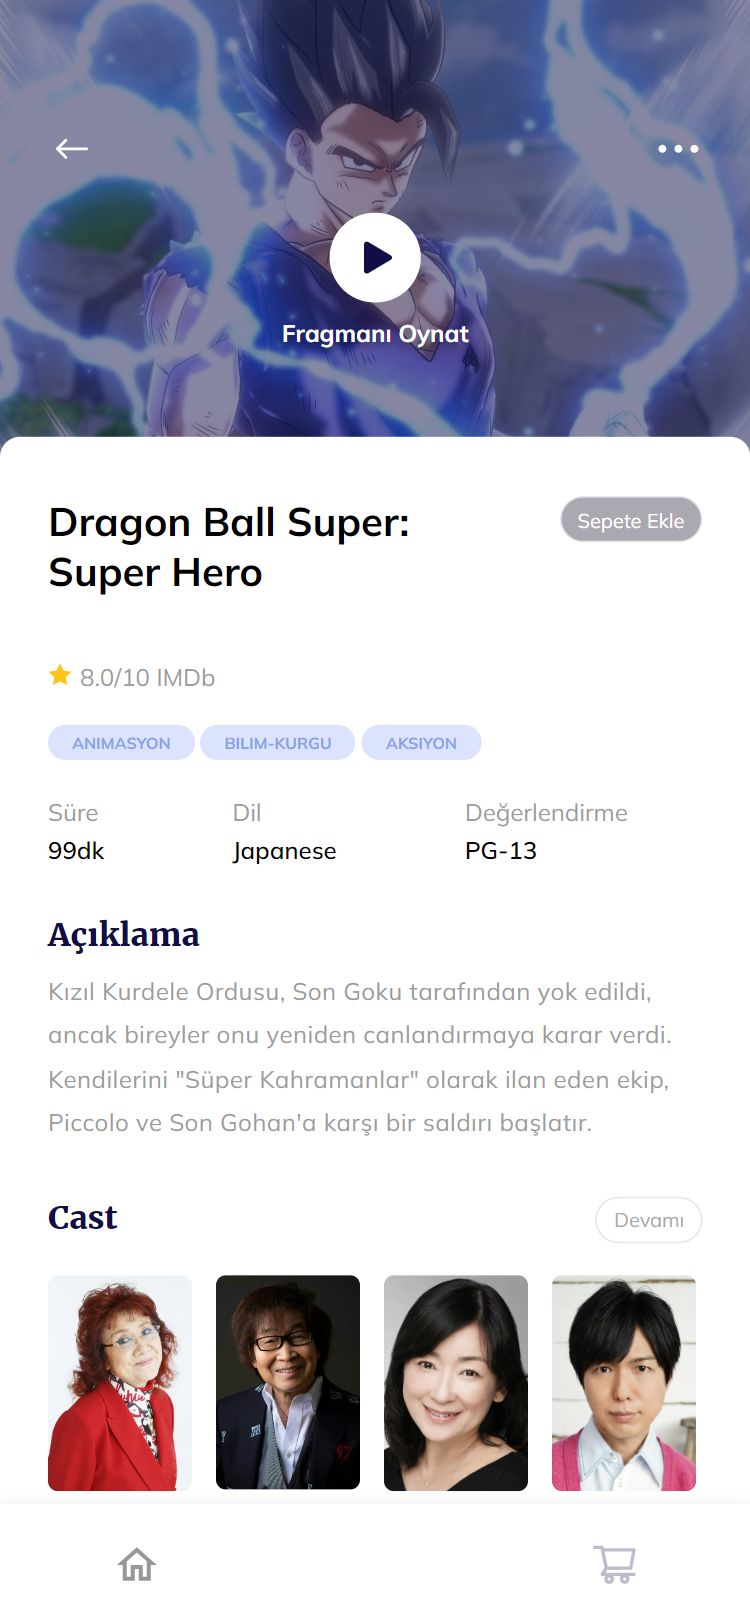 Fragmanı Oynat
Dragon Ball Super:
Super Hero
Sepete Ekle
8.0/10 IMDb
ANIMASYON
BILIM-KURGU
AKSIYON
Süre
Dil
Değerlendirme
99dk
Japanese
PG-13
Açıklama
Kızıl Kurdele Ordusu, Son Goku tarafından yok edildi,
ancak bireyler onu yeniden canlandırmaya karar verdi.
Kendilerini "Süper Kahramanlar" olarak ilan eden ekip,
Piccolo ve Son Gohan'a karşı bir saldırı başlatır.
Cast
Devamı